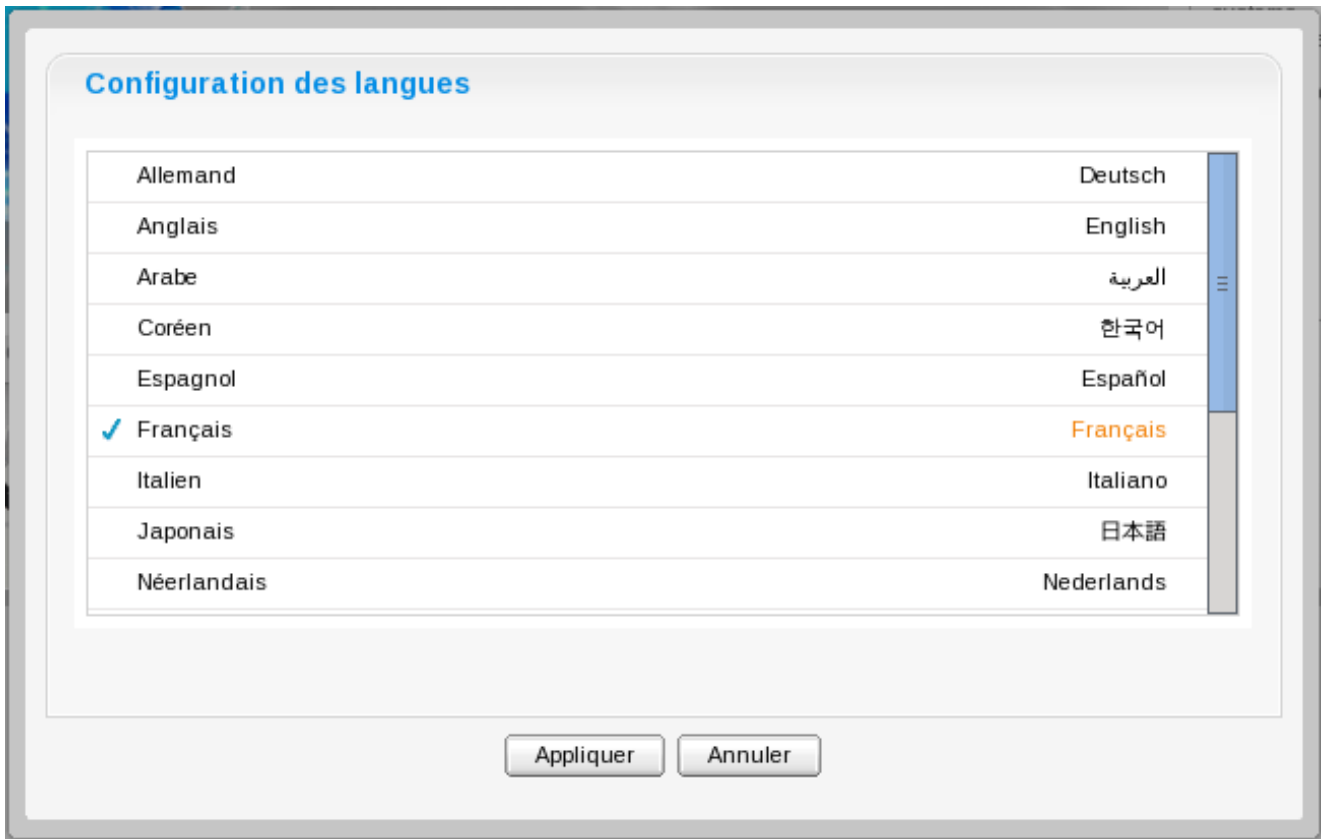 Configuration des langues
Allemand Deutsch
Anglais English
Arabe العربية
Coréen 한국어
Espagnol Español
Français Français
Italien Italiano
Japonais 日本語
Néerlandais Nederlands
Appliquer Annuler